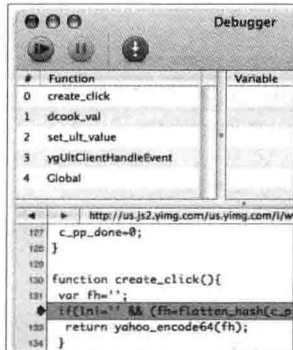 Debugger
# Function Variable
0 create_click
1 dcook_val
2 set_ult_value
3 ygUltClientHandleEvent
4 Global
http://us.js2.yimg.com/us.yimg.com/i/w
127 c_pp_done=0;
128 }
129
130 function create_click(){
131 var fh='';
if(lnl='' && (fh=flatten_hash(c_p
133 return yahoo_encode64(fh);
134 }